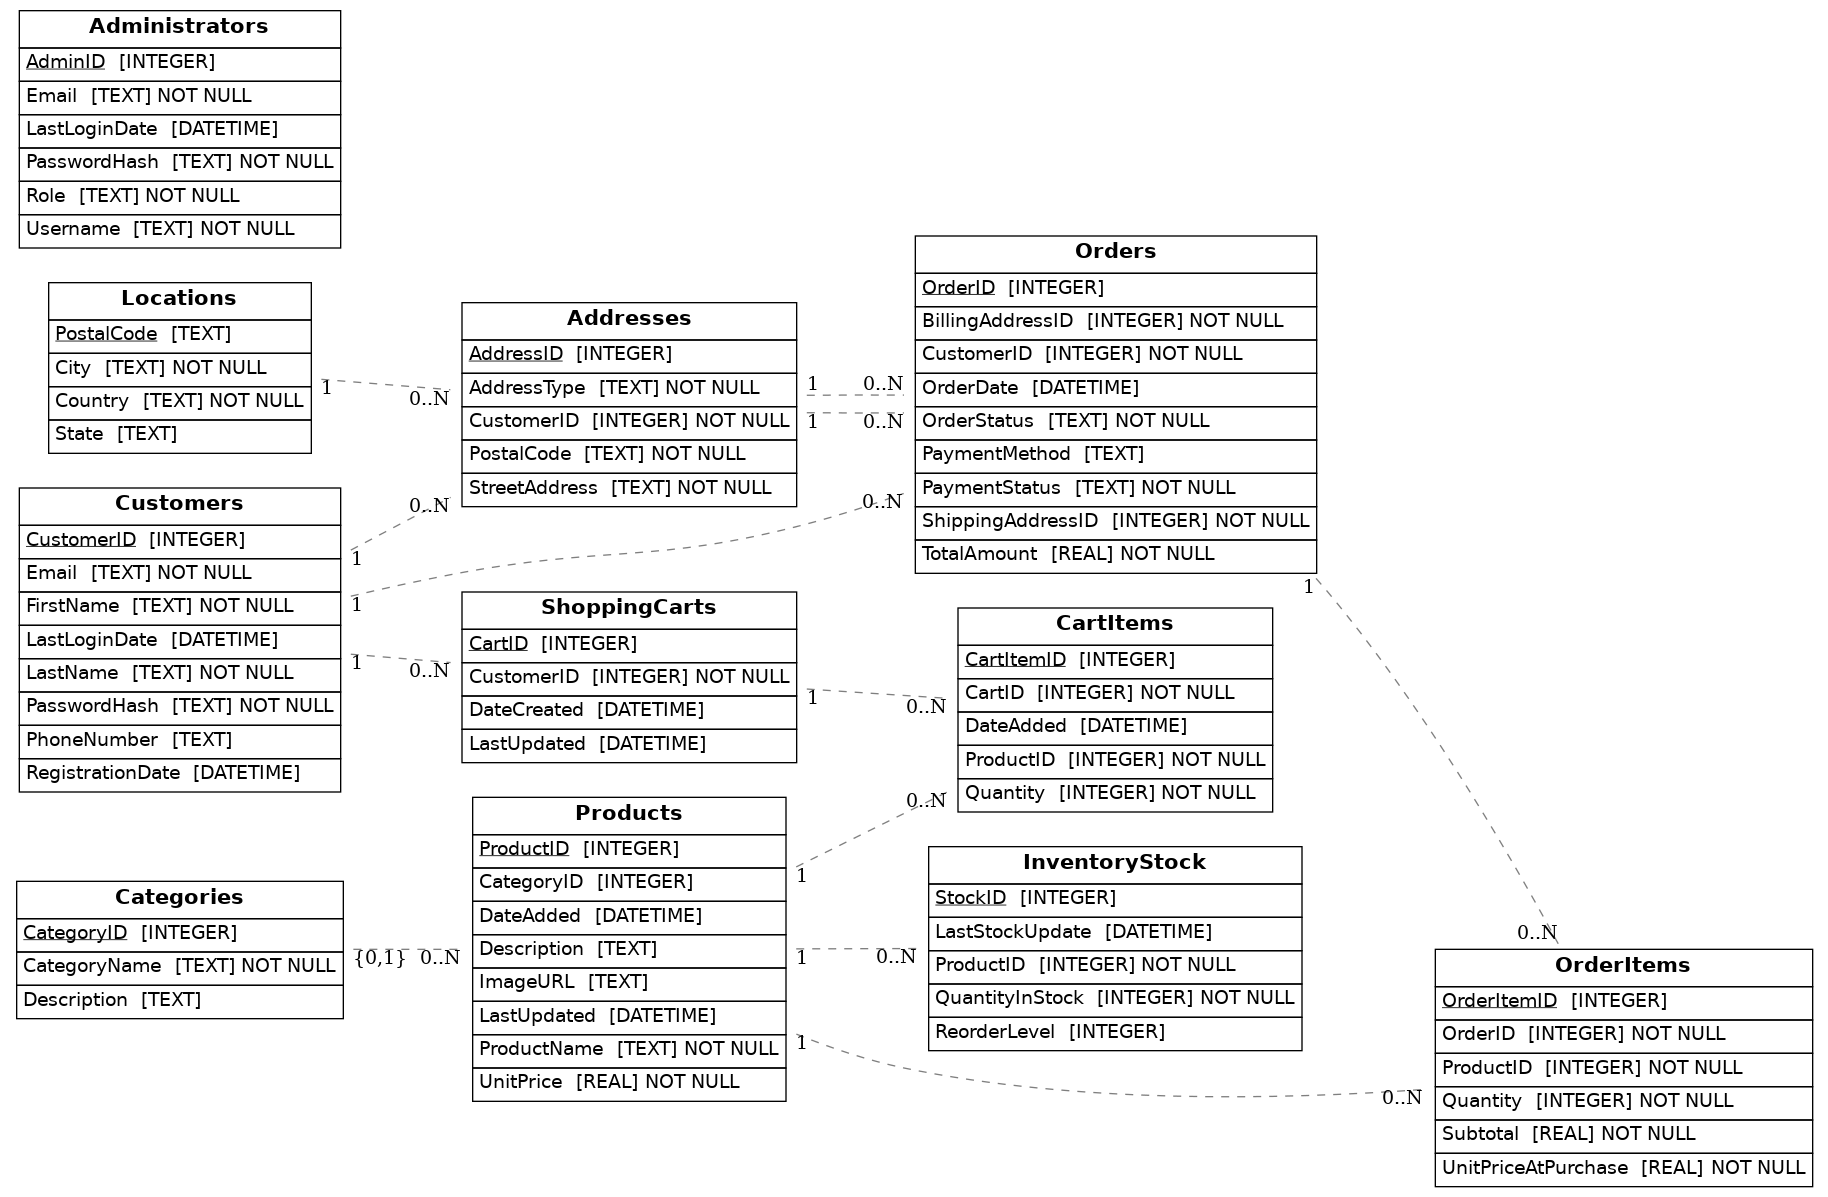 Administrators
AdminID [INTEGER]
Email [TEXT] NOT NULL
LastLoginDate [DATETIME]
PasswordHash [TEXT] NOT NULL
Role [TEXT] NOT NULL
Username [TEXT] NOT NULL
Locations
PostalCode [TEXT]
City [TEXT] NOT NULL
Country [TEXT] NOT NULL
State [TEXT]
1
0..N
Customers
CustomerID [INTEGER]
Email [TEXT] NOT NULL
FirstName [TEXT] NOT NULL
LastLoginDate [DATETIME]
LastName [TEXT] NOT NULL
PasswordHash [TEXT] NOT NULL
PhoneNumber [TEXT]
RegistrationDate [DATETIME]
1
0..N
1
0..N
1
0..N
Categories
CategoryID [INTEGER]
CategoryName [TEXT] NOT NULL
Description [TEXT]
{0,1}
0..N
Addresses
AddressID [INTEGER]
AddressType [TEXT] NOT NULL
CustomerID [INTEGER] NOT NULL
PostalCode [TEXT] NOT NULL
StreetAddress [TEXT] NOT NULL
1
0..N
1
0..N
ShoppingCarts
CartID [INTEGER]
CustomerID [INTEGER] NOT NULL
DateCreated [DATETIME]
LastUpdated [DATETIME]
1
0..N
Products
ProductID [INTEGER]
CategoryID [INTEGER]
DateAdded [DATETIME]
Description [TEXT]
ImageURL [TEXT]
LastUpdated [DATETIME]
ProductName [TEXT] NOT NULL
UnitPrice [REAL] NOT NULL
1
0..N
1
0..N
1
0..N
Orders
OrderID [INTEGER]
BillingAddressID [INTEGER] NOT NULL
CustomerID [INTEGER] NOT NULL
OrderDate [DATETIME]
OrderStatus [TEXT] NOT NULL
PaymentMethod [TEXT]
PaymentStatus [TEXT] NOT NULL
ShippingAddressID [INTEGER] NOT NULL
TotalAmount [REAL] NOT NULL
1
0..N
CartItems
CartItemID [INTEGER]
CartID [INTEGER] NOT NULL
DateAdded [DATETIME]
ProductID [INTEGER] NOT NULL
Quantity [INTEGER] NOT NULL
InventoryStock
StockID [INTEGER]
LastStockUpdate [DATETIME]
ProductID [INTEGER] NOT NULL
QuantityInStock [INTEGER] NOT NULL
ReorderLevel [INTEGER]
OrderItems
OrderItemID [INTEGER]
OrderID [INTEGER] NOT NULL
ProductID [INTEGER] NOT NULL
Quantity [INTEGER] NOT NULL
Subtotal [REAL] NOT NULL
UnitPriceAtPurchase [REAL] NOT NULL